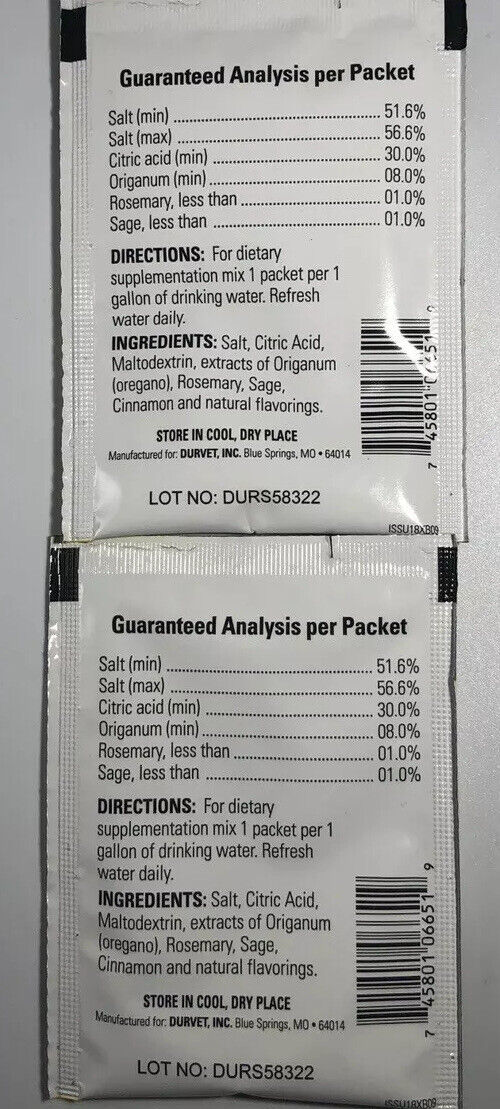 Guaranteed Analysis per Packet
Salt (min) ........ 51.6%
Salt (max) ........ 56.6%
Citric acid (min) ........ 30.0%
Origanum (min) ........ 08.0%
Rosemary, less than ........ 01.0%
Sage, less than ........ 01.0%
DIRECTIONS: For dietary
supplementation mix 1 packet per 1
gallon of drinking water. Refresh
water daily.
INGREDIENTS: Salt, Citric Acid,
Maltodextrin, extracts of Origanum
(oregano), Rosemary, Sage,
Cinnamon and natural flavorings.
STORE IN COOL, DRY PLACE
Manufactured for: DURVET, INC. Blue Springs, MO • 64014
LOT NO: DURS58322
7 45801 9
ISSU18XB09
Guaranteed Analysis per Packet
Salt (min) ........ 51.6%
Salt (max) ........ 56.6%
Citric acid (min) ........ 30.0%
Origanum (min) ........ 08.0%
Rosemary, less than ........ 01.0%
Sage, less than ........ 01.0%
DIRECTIONS: For dietary
supplementation mix 1 packet per 1
gallon of drinking water. Refresh
water daily.
INGREDIENTS: Salt, Citric Acid,
Maltodextrin, extracts of Origanum
(oregano), Rosemary, Sage,
Cinnamon and natural flavorings.
STORE IN COOL, DRY PLACE
Manufactured for: DURVET, INC. Blue Springs, MO • 64014
LOT NO: DURS58322
7 45801 06651 9
ISSU18XB09